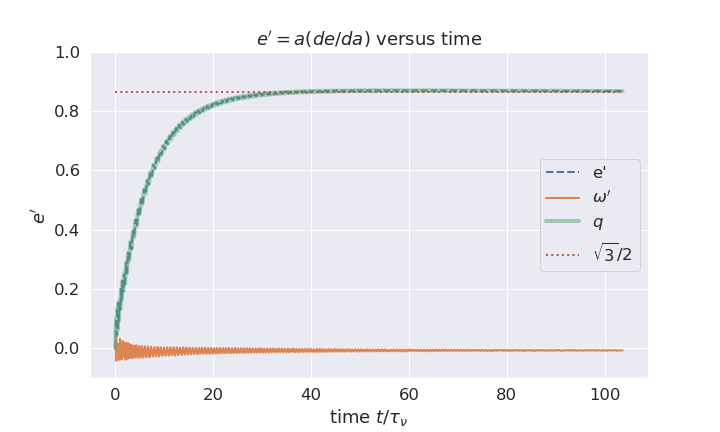 e′ = a(de/da) versus time
1.0
0.8
0.6
0.4
0.2
0.0
e′
0 20 40 60 80 100
time t/τ_ν
e'
ω′
q
√3/2